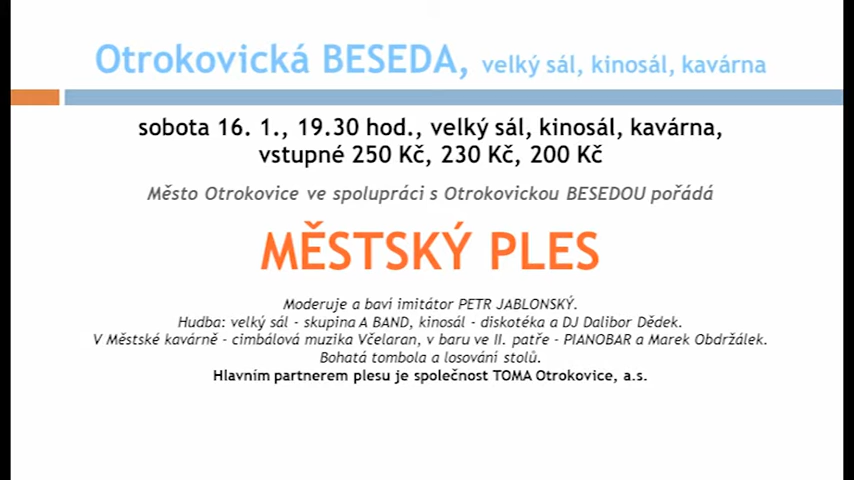 Otrokovická BESEDA, velký sál, kinosál, kavárna
sobota 16. 1., 19.30 hod., velký sál, kinosál, kavárna,
vstupné 250 Kč, 230 Kč, 200 Kč
Město Otrokovice ve spolupráci s Otrokovickou BESEDOU pořádá
MĚSTSKÝ PLES
Moderuje a baví imitátor PETR JABLONSKÝ.
Hudba: velký sál - skupina A BAND, kinosál - diskotéka a DJ Dalibor Dědek.
V Městské kavárně - cimbálová muzika Včelaran, v baru ve II. patře - PIANOBAR a Marek Obdržálek.
Bohatá tombola a losování stolů.
Hlavním partnerem plesu je společnost TOMA Otrokovice, a.s.